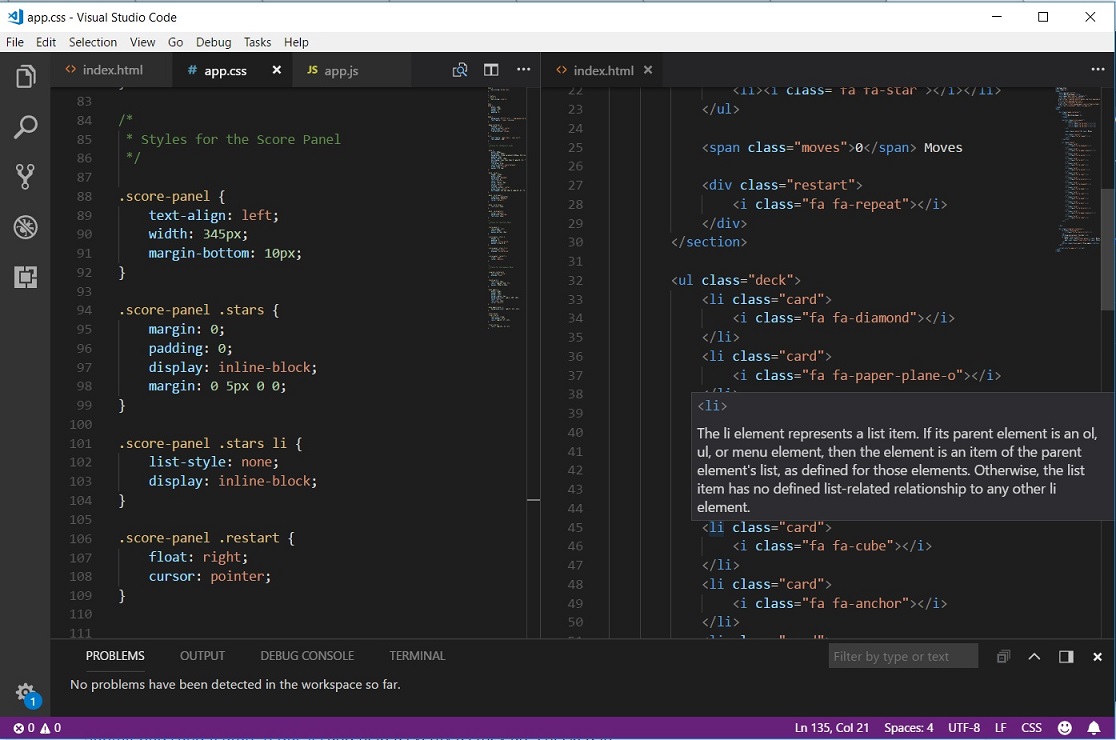 app.css - Visual Studio Code
File Edit Selection View Go Debug Tasks Help
<> index.html
# app.css ×
JS app.js
83
84 /*
85 * Styles for the Score Panel
86 */
87
88 .score-panel {
89 text-align: left;
90 width: 345px;
91 margin-bottom: 10px;
92 }
93
94 .score-panel .stars {
95 margin: 0;
96 padding: 0;
97 display: inline-block;
98 margin: 0 5px 0 0;
99 }
100
101 .score-panel .stars li {
102 list-style: none;
103 display: inline-block;
104 }
105
106 .score-panel .restart {
107 float: right;
108 cursor: pointer;
109 }
110
111
<> index.html ×
22 <li><i class="fa fa-star"></i></li>
23 </ul>
24
25 <span class="moves">0</span> Moves
26
27 <div class="restart">
28 <i class="fa fa-repeat"></i>
29 </div>
30 </section>
31
32 <ul class="deck">
33 <li class="card">
34 <i class="fa fa-diamond"></i>
35 </li>
36 <li class="card">
37 <i class="fa fa-paper-plane-o"></i>
38 </li>
39
40
41
42
43
44
<li>
The li element represents a list item. If its parent element is an ol,
ul, or menu element, then the element is an item of the parent
element's list, as defined for those elements. Otherwise, the list
item has no defined list-related relationship to any other li
element.
45 <li class="card">
46 <i class="fa fa-cube"></i>
47 </li>
48 <li class="card">
49 <i class="fa fa-anchor"></i>
50 </li>
PROBLEMS OUTPUT DEBUG CONSOLE TERMINAL
Filter by type or text
No problems have been detected in the workspace so far.
1
0 0
Ln 135, Col 21 Spaces: 4 UTF-8 LF CSS